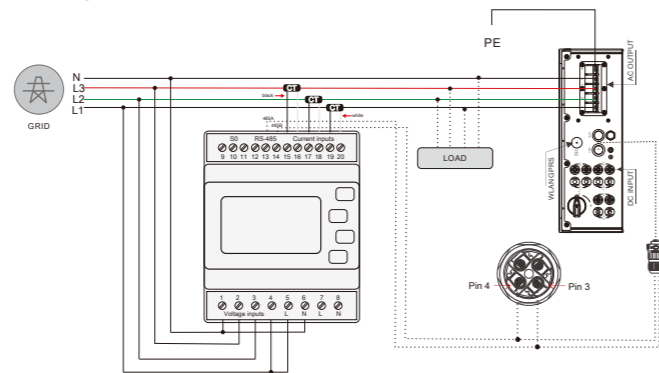 PE
AC OUTPUT
N
L3
L2
L1
CT
CT
CT
black
white
GRID
485A
485B
S0 RS-485 Current inputs
9 10 11 12 13 14 15 16 17 18 19 20
LOAD
WLAN\GPRS
DC INPUT
Pin 4
Pin 3
1 2 3 4 5 6 7 8
Voltage inputs L N L N